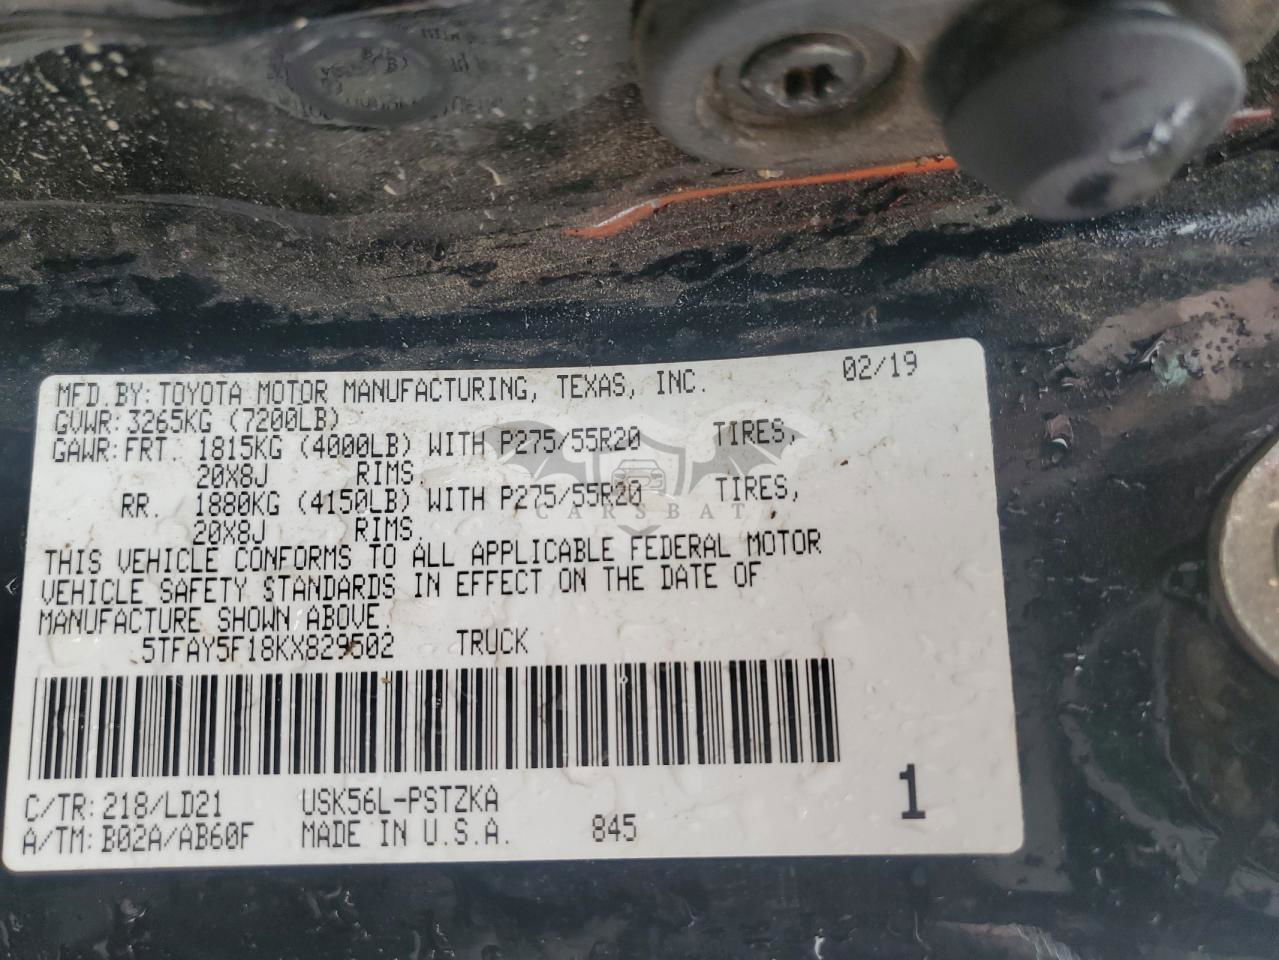 MFD.BY: TOYOTA MOTOR MANUFACTURING, TEXAS, INC. 02/19
GVWR: 3265KG (7200LB)
GAWR: FRT. 1815KG (4000LB) WITH P275/55R20 TIRES,
20X8J RIMS.
RR. 1880KG (4150LB) WITH P275/55R20 TIRES,
20X8J RIMS.
CARSBAT
THIS VEHICLE CONFORMS TO ALL APPLICABLE FEDERAL MOTOR
VEHICLE SAFETY STANDARDS IN EFFECT ON THE DATE OF
MANUFACTURE SHOWN ABOVE.
5TFAY5F18KX829502 TRUCK
C/TR: 218/LD21 USK56L-PSTZKA
A/TM: B02A/AB60F MADE IN U.S.A. 845
1